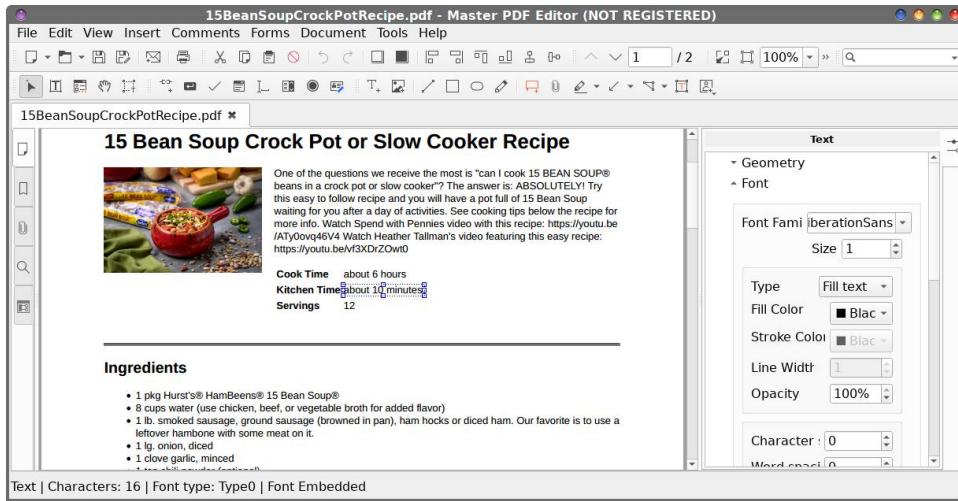 15BeanSoupCrockPotRecipe.pdf - Master PDF Editor (NOT REGISTERED)
File Edit View Insert Comments Forms Document Tools Help
1 / 2 100% »
15BeanSoupCrockPotRecipe.pdf
15 Bean Soup Crock Pot or Slow Cooker Recipe
One of the questions we receive the most is "can I cook 15 BEAN SOUP®
beans in a crock pot or slow cooker"? The answer is: ABSOLUTELY! Try
this easy to follow recipe and you will have a pot full of 15 Bean Soup
waiting for you after a day of activities. See cooking tips below the recipe for
more info. Watch Spend with Pennies video with this recipe: https://youtu.be
/ATy0ovq46V4 Watch Heather Tallman's video featuring this easy recipe:
https://youtu.be/vf3XDrZOwt0
Cook Time about 6 hours
Kitchen Time about 10 minutes
Servings 12
Ingredients
• 1 pkg Hurst's® HamBeens® 15 Bean Soup®
• 8 cups water (use chicken, beef, or vegetable broth for added flavor)
• 1 lb. smoked sausage, ground sausage (browned in pan), ham hocks or diced ham. Our favorite is to use a
leftover hambone with some meat on it.
• 1 lg. onion, diced
• 1 clove garlic, minced
Text
Geometry
Font
Font Fami iberationSans
Size 1
Type Fill text
Fill Color Blac
Stroke Color Blac
Line Width 1
Opacity 100%
Character : 0
Word spaci 0
Text | Characters: 16 | Font type: Type0 | Font Embedded